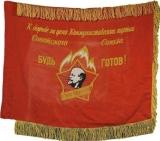 К борьбе за дело Коммунистической партии
Советского Союза
БУДЬ ГОТОВ!